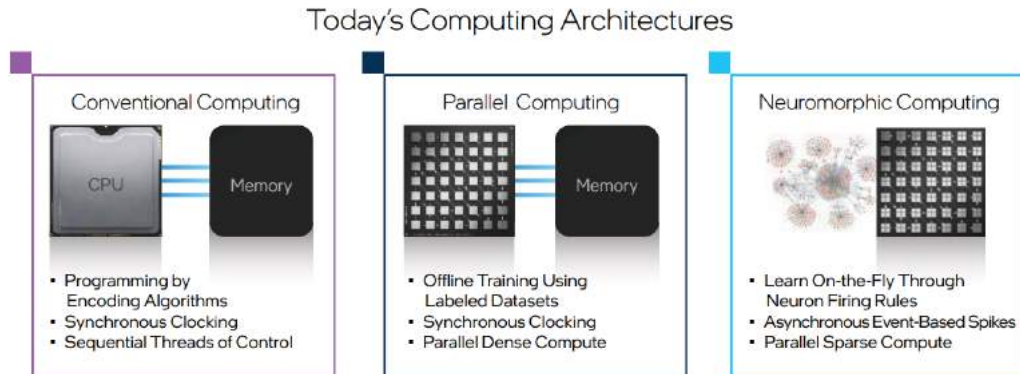 Today's Computing Architectures
Conventional Computing
CPU
Memory
▪ Programming by
Encoding Algorithms
▪ Synchronous Clocking
▪ Sequential Threads of Control
Parallel Computing
Memory
▪ Offline Training Using
Labeled Datasets
▪ Synchronous Clocking
▪ Parallel Dense Compute
Neuromorphic Computing
▪ Learn On-the-Fly Through
Neuron Firing Rules
▪ Asynchronous Event-Based Spikes
▪ Parallel Sparse Compute